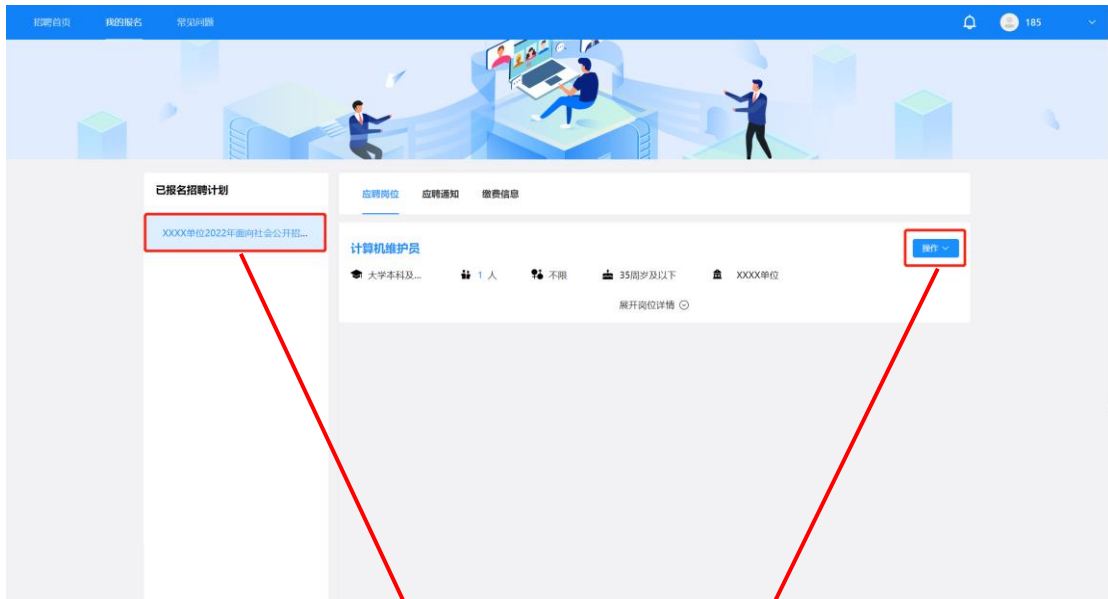 招聘首页 我的报名 常见问题 185
已报名招聘计划
应聘岗位 应聘通知 缴费信息
XXXX单位2022年面向社会公开招...
计算机维护员
操作
大学本科及... 1 人 不限 35周岁及以下 XXXX单位
展开岗位详情